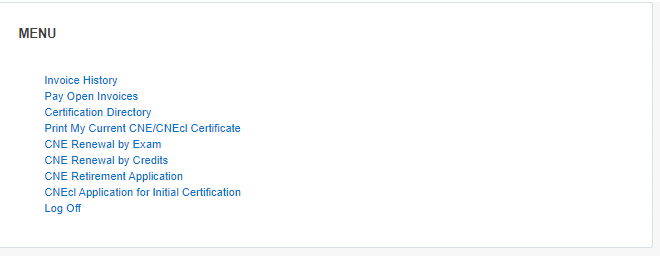 MENU
Invoice History
Pay Open Invoices
Certification Directory
Print My Current CNE/CNEcl Certificate
CNE Renewal by Exam
CNE Renewal by Credits
CNE Retirement Application
CNEcl Application for Initial Certification
Log Off